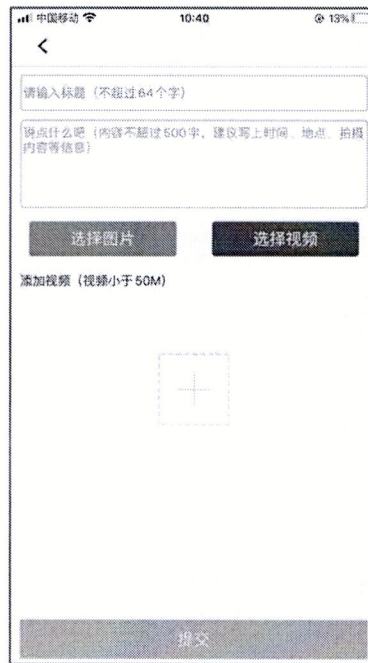 中国移动 10:40 13%
请输入标题（不超过64个字）
说点什么吧（内容不超过500字，建议写上时间、地点、拍摄
内容等信息）
选择图片 选择视频
添加视频（视频小于50M）
提交